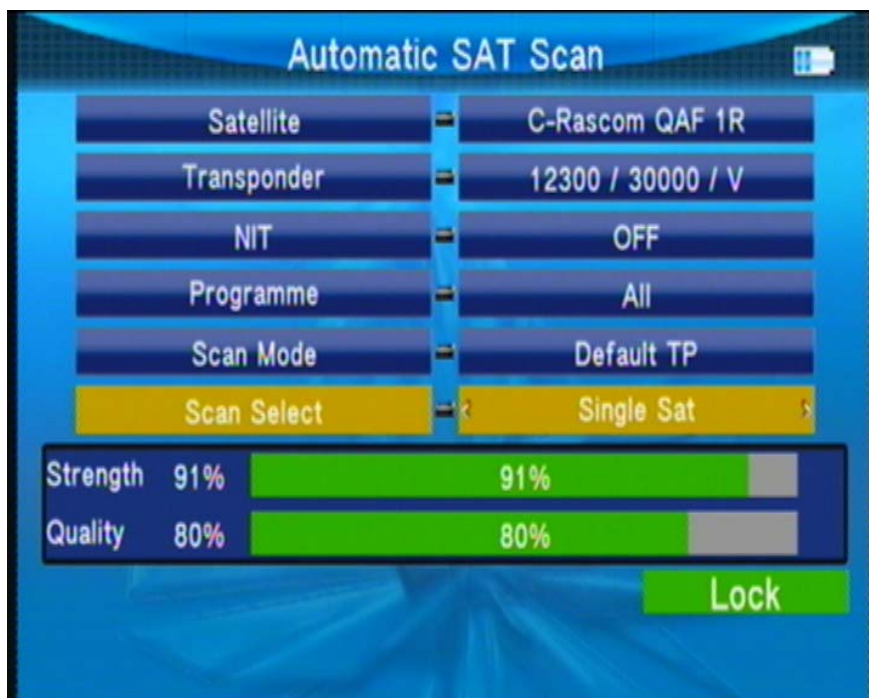 Automatic SAT Scan
Satellite C-Rascom QAF 1R
Transponder 12300 / 30000 / V
NIT OFF
Programme All
Scan Mode Default TP
Scan Select Single Sat
Strength 91% 91%
Quality 80% 80%
Lock